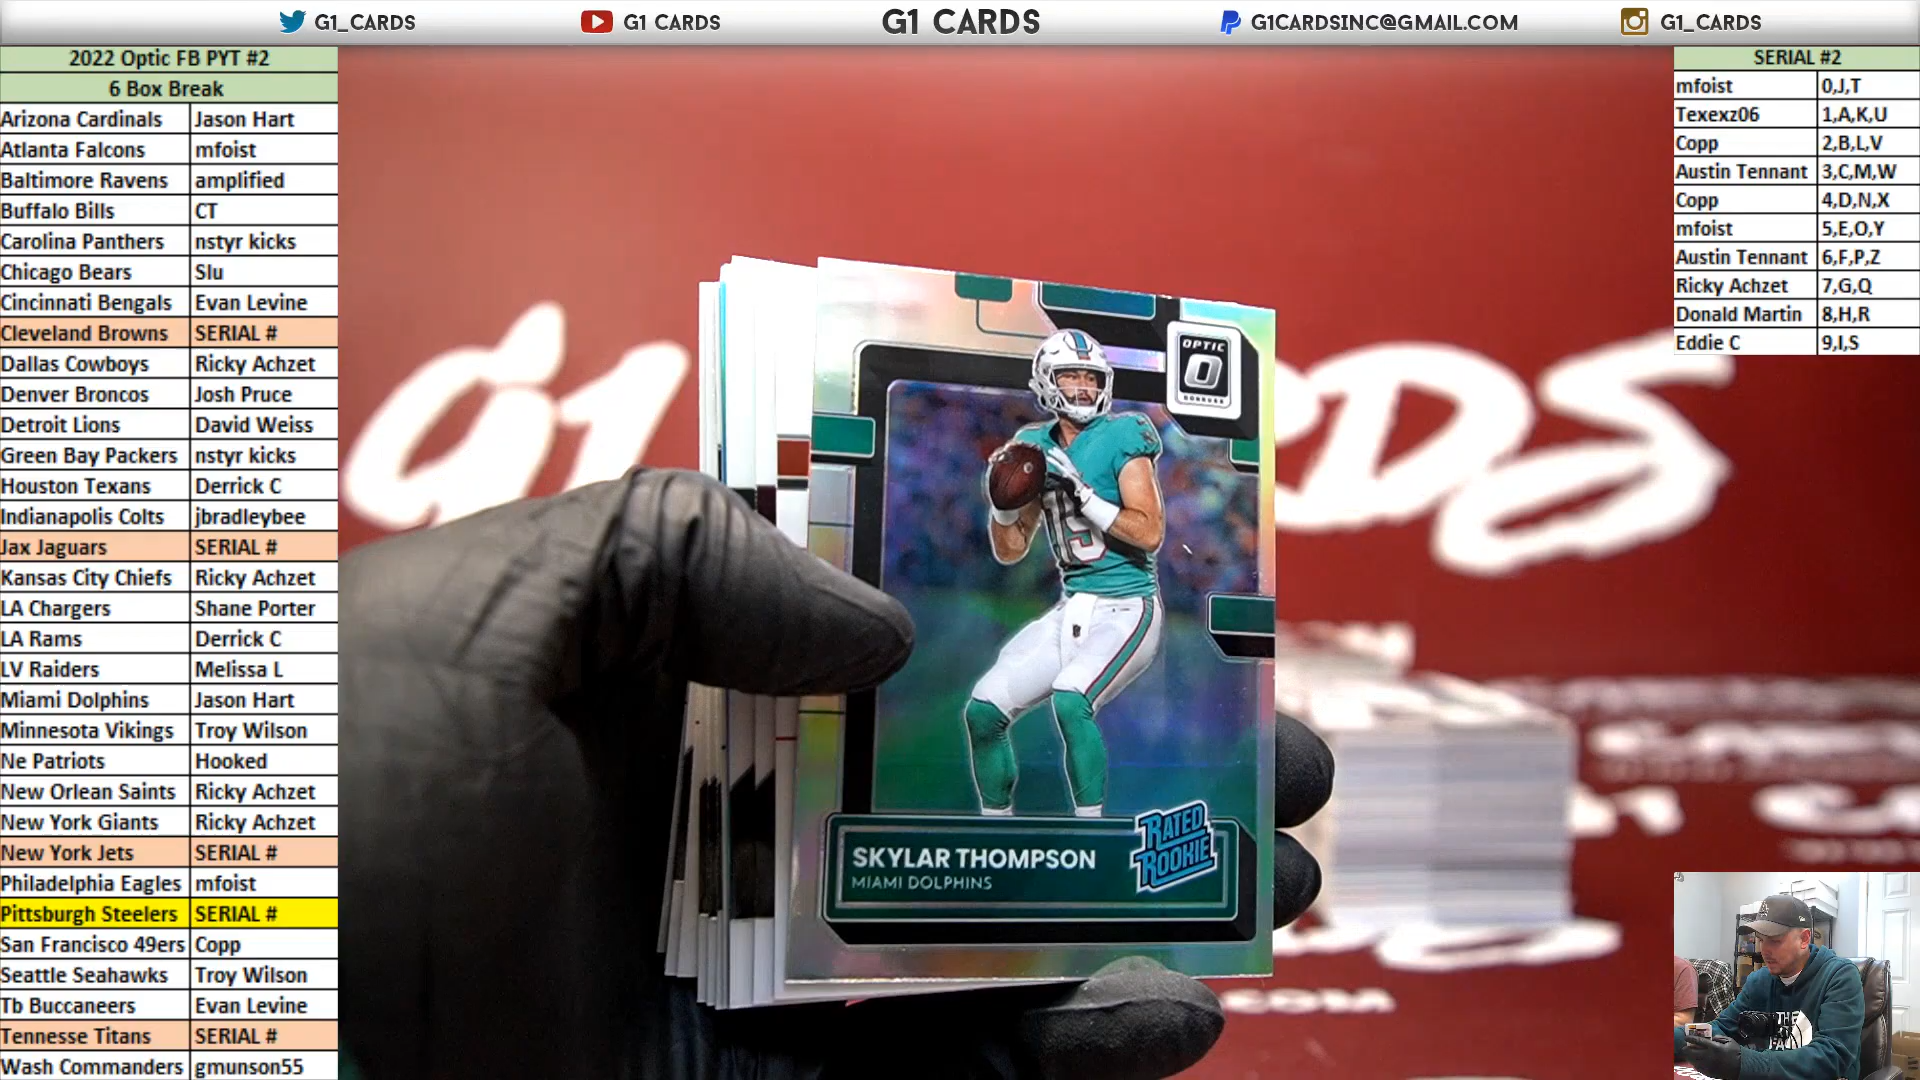 G1_CARDS G1 CARDS G1 CARDS G1CARDSINC@GMAIL.COM G1_CARDS
2022 Optic FB PYT #2
6 Box Break
Arizona Cardinals Jason Hart
Atlanta Falcons mfoist
Baltimore Ravens amplified
Buffalo Bills CT
Carolina Panthers nstyr kicks
Chicago Bears Slu
Cincinnati Bengals Evan Levine
Cleveland Browns SERIAL #
Dallas Cowboys Ricky Achzet
Denver Broncos Josh Pruce
Detroit Lions David Weiss
Green Bay Packers nstyr kicks
Houston Texans Derrick C
Indianapolis Colts jbradleybee
Jax Jaguars SERIAL #
Kansas City Chiefs Ricky Achzet
LA Chargers Shane Porter
LA Rams Derrick C
LV Raiders Melissa L
Miami Dolphins Jason Hart
Minnesota Vikings Troy Wilson
Ne Patriots Hooked
New Orlean Saints Ricky Achzet
New York Giants Ricky Achzet
New York Jets SERIAL #
Philadelphia Eagles mfoist
Pittsburgh Steelers SERIAL #
San Francisco 49ers Copp
Seattle Seahawks Troy Wilson
Tb Buccaneers Evan Levine
Tennesse Titans SERIAL #
Wash Commanders gmunson55
SERIAL #2
mfoist 0,J,T
Texexz06 1,A,K,U
Copp 2,B,L,V
Austin Tennant 3,C,M,W
Copp 4,D,N,X
mfoist 5,E,O,Y
Austin Tennant 6,F,P,Z
Ricky Achzet 7,G,Q
Donald Martin 8,H,R
Eddie C 9,I,S
OPTIC
O
DONRUSS
15
RATED
ROOKIE
SKYLAR THOMPSON
MIAMI DOLPHINS
G1
RDS
.COM
THE